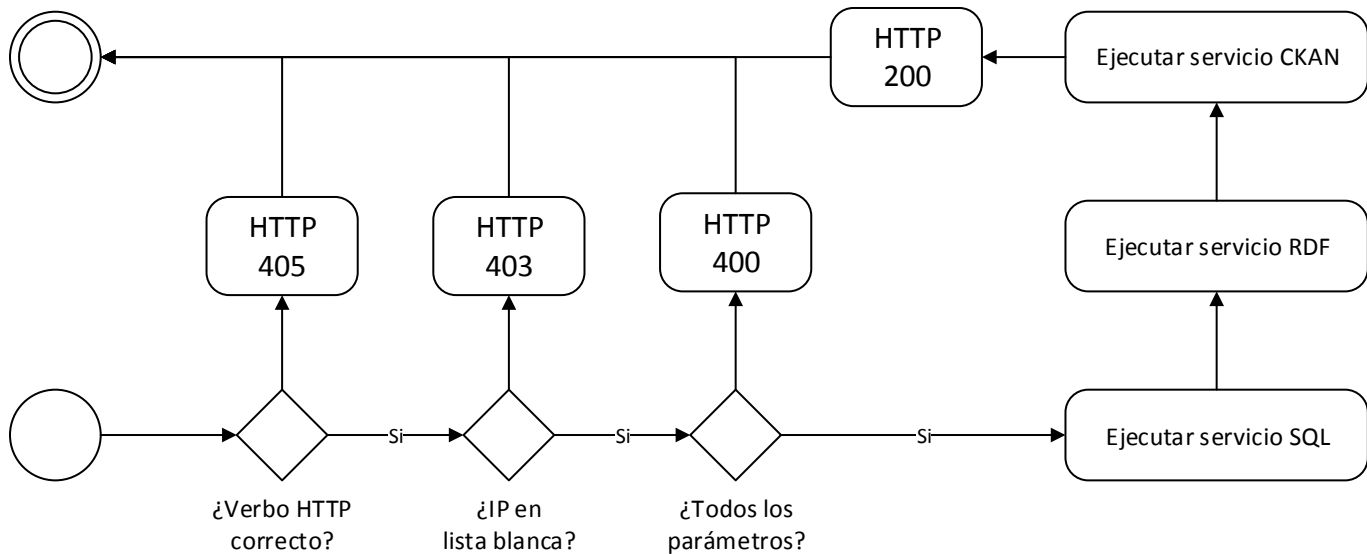 HTTP
200
Ejecutar servicio CKAN
HTTP
405
HTTP
403
HTTP
400
Ejecutar servicio RDF
Si
Si
Si
Ejecutar servicio SQL
¿Verbo HTTP
correcto?
¿IP en
lista blanca?
¿Todos los
parámetros?